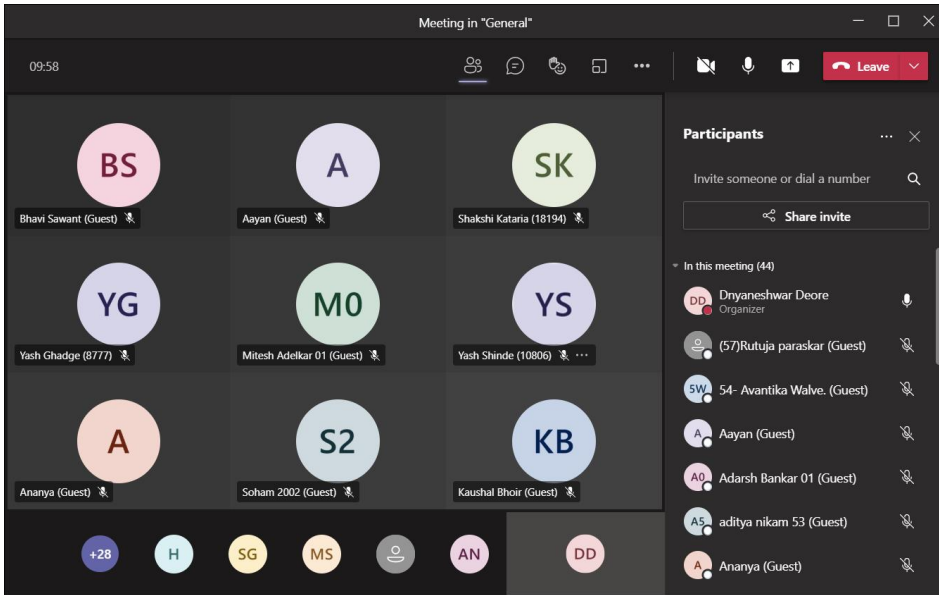 Meeting in "General"
09:58
Leave
BS
Bhavi Sawant (Guest)
A
Aayan (Guest)
SK
Shakshi Kataria (18194)
YG
Yash Ghadge (8777)
M0
Mitesh Adelkar 01 (Guest)
YS
Yash Shinde (10806)
A
Ananya (Guest)
S2
Soham 2002 (Guest)
KB
Kaushal Bhoir (Guest)
+28
H
SG
MS
AN
DD
Participants
Invite someone or dial a number
Share invite
In this meeting (44)
DD
Dnyaneshwar Deore
Organizer
(57)Rutuja paraskar (Guest)
5W
54- Avantika Walve. (Guest)
A
Aayan (Guest)
A0
Adarsh Bankar 01 (Guest)
A5
aditya nikam 53 (Guest)
A
Ananya (Guest)